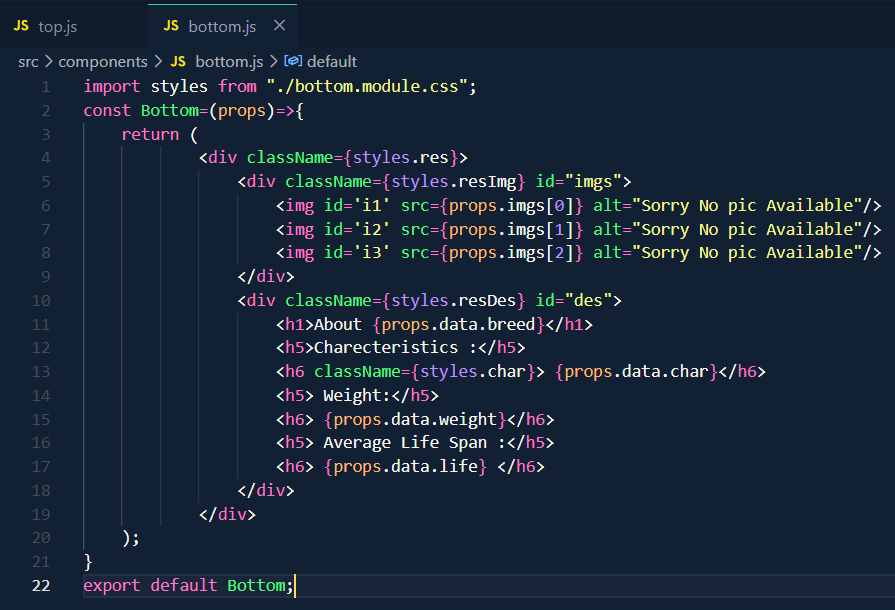 JS top.js JS bottom.js ×
src > components > JS bottom.js > default
1 import styles from "./bottom.module.css";
2 const Bottom=(props)=>{
3     return (
4             <div className={styles.res}>
5                 <div className={styles.resImg} id="imgs">
6                     <img id='i1' src={props.imgs[0]} alt="Sorry No pic Available"/>
7                     <img id='i2' src={props.imgs[1]} alt="Sorry No pic Available"/>
8                     <img id='i3' src={props.imgs[2]} alt="Sorry No pic Available"/>
9                 </div>
10                 <div className={styles.resDes} id="des">
11                     <h1>About {props.data.breed}</h1>
12                     <h5>Charecteristics :</h5>
13                     <h6 className={styles.char}> {props.data.char}</h6>
14                     <h5> Weight:</h5>
15                     <h6> {props.data.weight}</h6>
16                     <h5> Average Life Span :</h5>
17                     <h6> {props.data.life} </h6>
18                 </div>
19             </div>
20     );
21 }
22 export default Bottom;